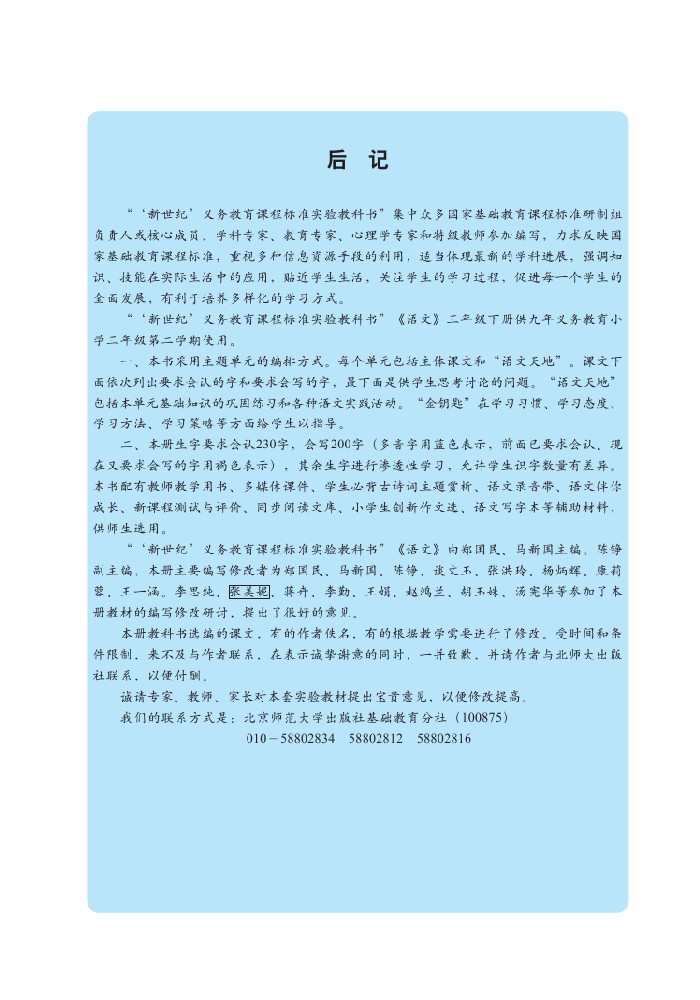 后 记
“‘新世纪’义务教育课程标准实验教科书”集中众多国家基础教育课程标准研制组
负责人或核心成员、学科专家、教育专家、心理学专家和特级教师参加编写，力求反映国
家基础教育课程标准，重视多种信息资源手段的利用，适当体现最新的学科进展，强调知
识、技能在实际生活中的应用，贴近学生生活，关注学生的学习过程，促进每一个学生的
全面发展，有利于培养多样化的学习方式。
“‘新世纪’义务教育课程标准实验教科书”《语文》二年级下册供九年义务教育小
学二年级第二学期使用。
一、本书采用主题单元的编排方式。每个单元包括主体课文和“语文天地”。课文下
面依次列出要求会认的字和要求会写的字，最下面是供学生思考讨论的问题。“语文天地”
包括本单元基础知识的巩固练习和各种语文实践活动。“金钥匙”在学习习惯、学习态度、
学习方法、学习策略等方面给学生以指导。
二、本册生字要求会认230字，会写200字（多音字用蓝色表示，前面已要求会认、现
在又要求会写的字用褐色表示），其余生字进行渗透性学习，允许学生识字数量有差异。
本书配有教师教学用书、多媒体课件、学生必背古诗词主题赏析、语文录音带、语文伴你
成长、新课程测试与评价、同步阅读文库、小学生创新作文选、语文写字本等辅助材料，
供师生选用。
“‘新世纪’义务教育课程标准实验教科书”《语文》由郑国民、马新国主编，陈铮
副主编。本册主要编写修改者为郑国民、马新国、陈铮、谈文玉、张洪玲、杨炳辉、康莉
蓉、王一涵。李思纯、张美妮、蒋卉、李勤、王娟、赵鸿兰、胡玉姝、汤宪华等参加了本
册教材的编写修改研讨，提出了很好的意见。
本册教科书选编的课文，有的作者佚名，有的根据教学需要进行了修改。受时间和条
件限制，来不及与作者联系，在表示诚挚谢意的同时，一并致歉，并请作者与北师大出版
社联系，以便付酬。
诚请专家、教师、家长对本套实验教材提出宝贵意见，以便修改提高。
我们的联系方式是：北京师范大学出版社基础教育分社（100875）
010－58802834 58802812 58802816